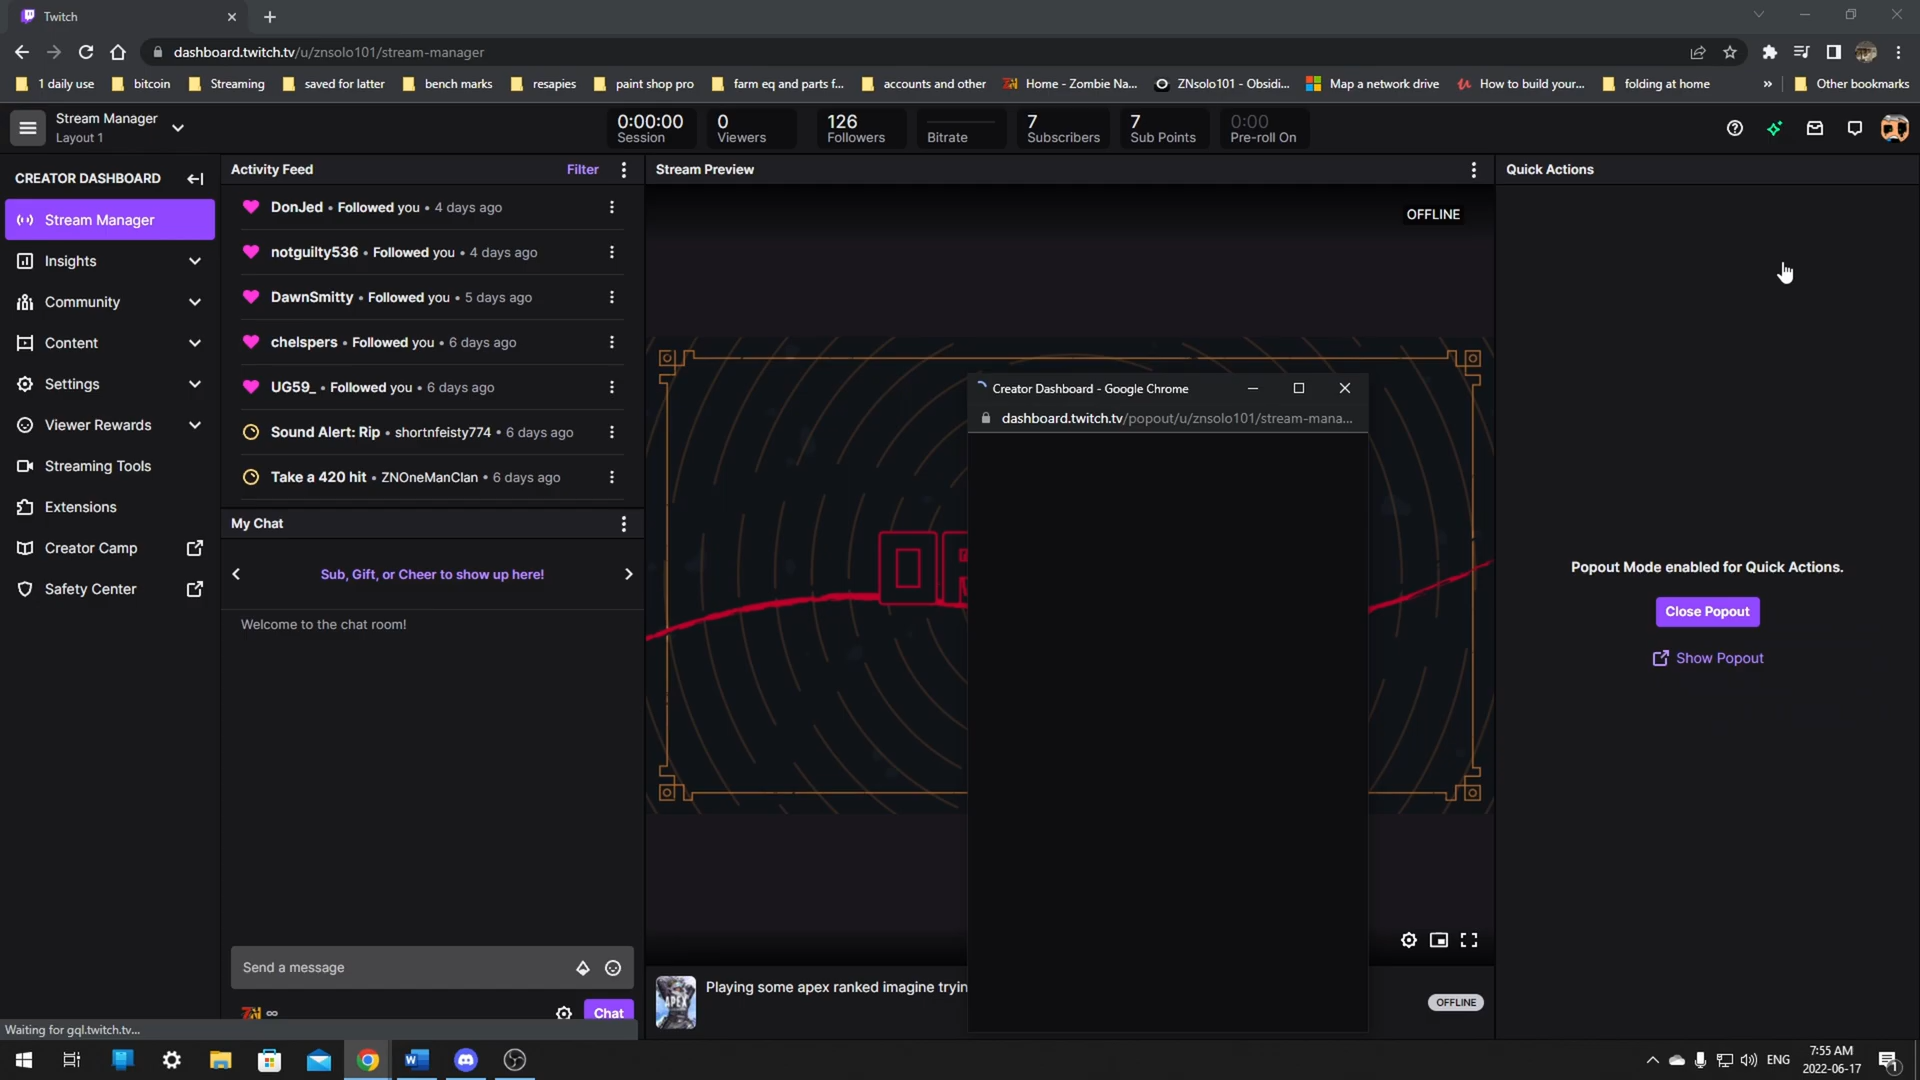 Twitch
dashboard.twitch.tv/u/znsolo101/stream-manager
1 daily use
bitcoin
Streaming
saved for latter
bench marks
resapies
paint shop pro
farm eq and parts f...
accounts and other
Home - Zombie Na...
ZNsolo101 - Obsidi...
Map a network drive
How to build your...
folding at home
»
Other bookmarks
Stream Manager
Layout 1
0:00:00
Session
0
Viewers
126
Followers
Bitrate
7
Subscribers
7
Sub Points
0:00
Pre-roll On
CREATOR DASHBOARD
Stream Manager
Insights
Community
Content
Settings
Viewer Rewards
Streaming Tools
Extensions
Creator Camp
Safety Center
Activity Feed
Filter
DonJed • Followed you • 4 days ago
notguilty536 • Followed you • 4 days ago
DawnSmitty • Followed you • 5 days ago
chelspers • Followed you • 6 days ago
UG59_ • Followed you • 6 days ago
Sound Alert: Rip • shortnfeisty774 • 6 days ago
Take a 420 hit • ZNOneManClan • 6 days ago
My Chat
Sub, Gift, or Cheer to show up here!
Welcome to the chat room!
Send a message
ZN ∞
Chat
Waiting for gql.twitch.tv...
Stream Preview
OFFLINE
Creator Dashboard - Google Chrome
dashboard.twitch.tv/popout/u/znsolo101/stream-mana...
APEX
Playing some apex ranked imagine tryin
OFFLINE
Quick Actions
Popout Mode enabled for Quick Actions.
Close Popout
Show Popout
ENG
7:55 AM
2022-06-17
1